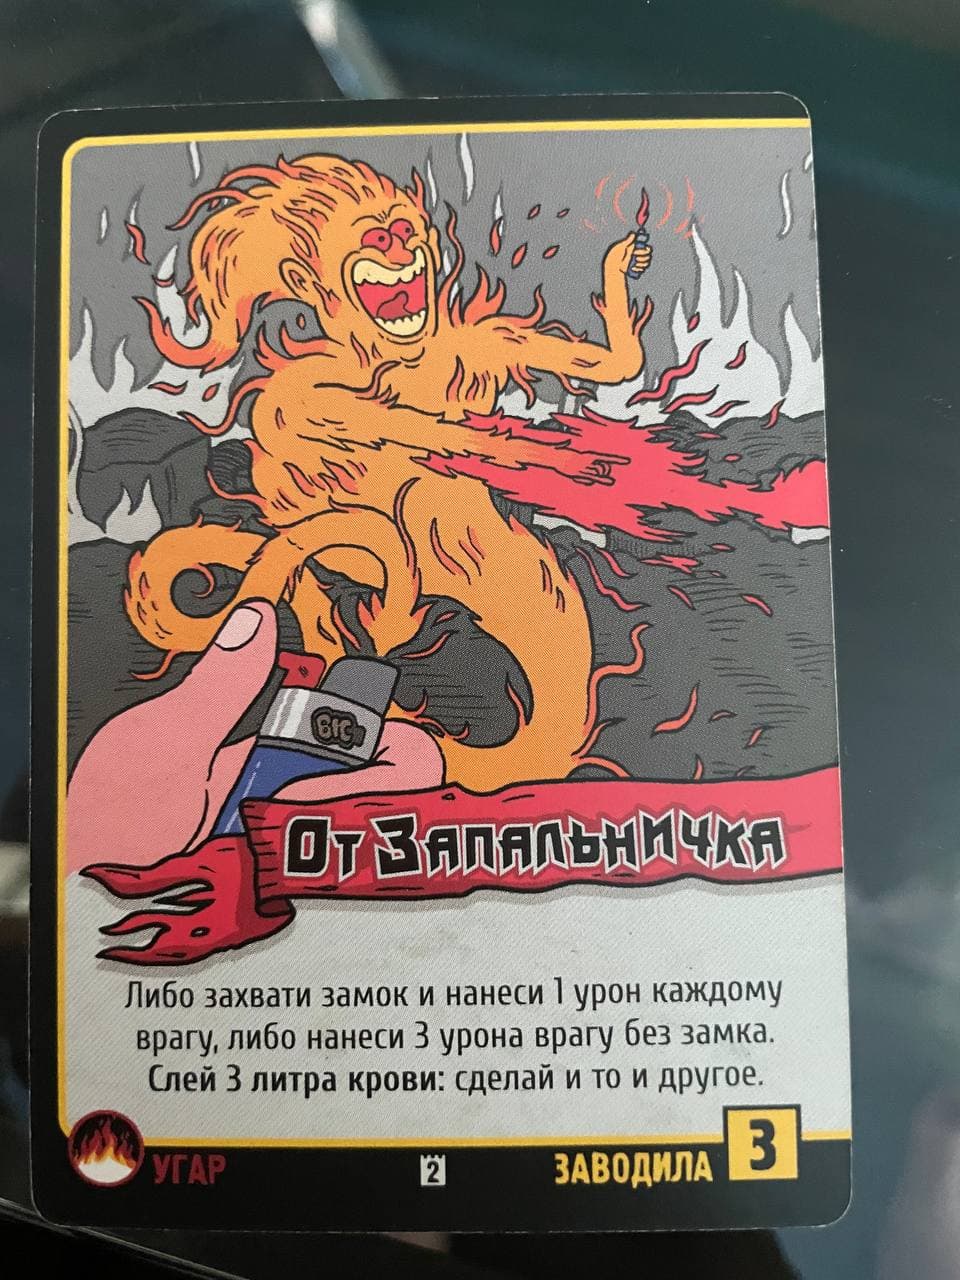 BIC
От Запальничка
Либо захвати замок и нанеси 1 урон каждому
врагу, либо нанеси 3 урона врагу без замка.
Слей 3 литра крови: сделай и то и другое.
УГАР
2
ЗАВОДИЛА
3